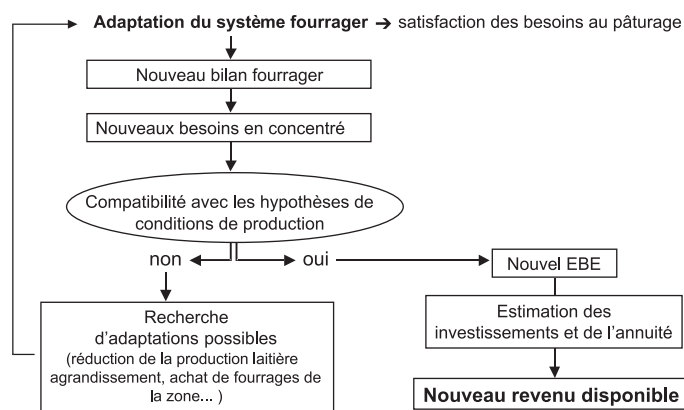 Adaptation du système fourrager ➔ satisfaction des besoins au pâturage
Nouveau bilan fourrager
Nouveaux besoins en concentré
Compatibilité avec les hypothèses de
conditions de production
non
oui
Nouvel EBE
Recherche
d'adaptations possibles
(réduction de la production laitière
agrandissement, achat de fourrages de
la zone... )
Estimation des
investissements et de l'annuité
Nouveau revenu disponible